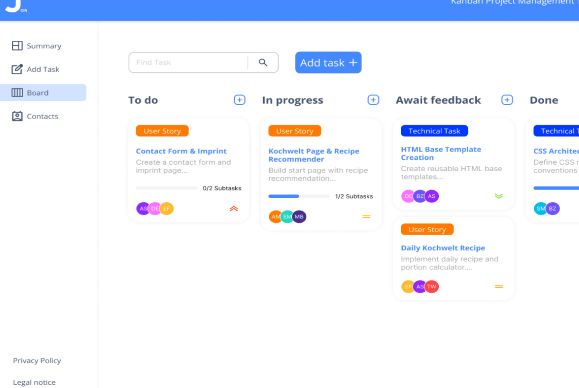 Kanban Project Management
Summary
Add Task
Board
Contacts
Find Task
Add task +
To do
In progress
Await feedback
Done
User Story
Contact Form & Imprint
Create a contact form and
imprint page...
0/2 Subtasks
AS
EF
User Story
Kochwelt Page & Recipe
Recommender
Build start page with recipe
recommendation...
1/2 Subtasks
AM
EM
MB
Technical Task
HTML Base Template
Creation
Create reusable HTML base
templates...
BZ
AS
User Story
Daily Kochwelt Recipe
Implement daily recipe and
portion calculator....
EF
AS
TW
Technical
CSS Architec
Define CSS
conventions
SM
BZ
Privacy Policy
Legal notice